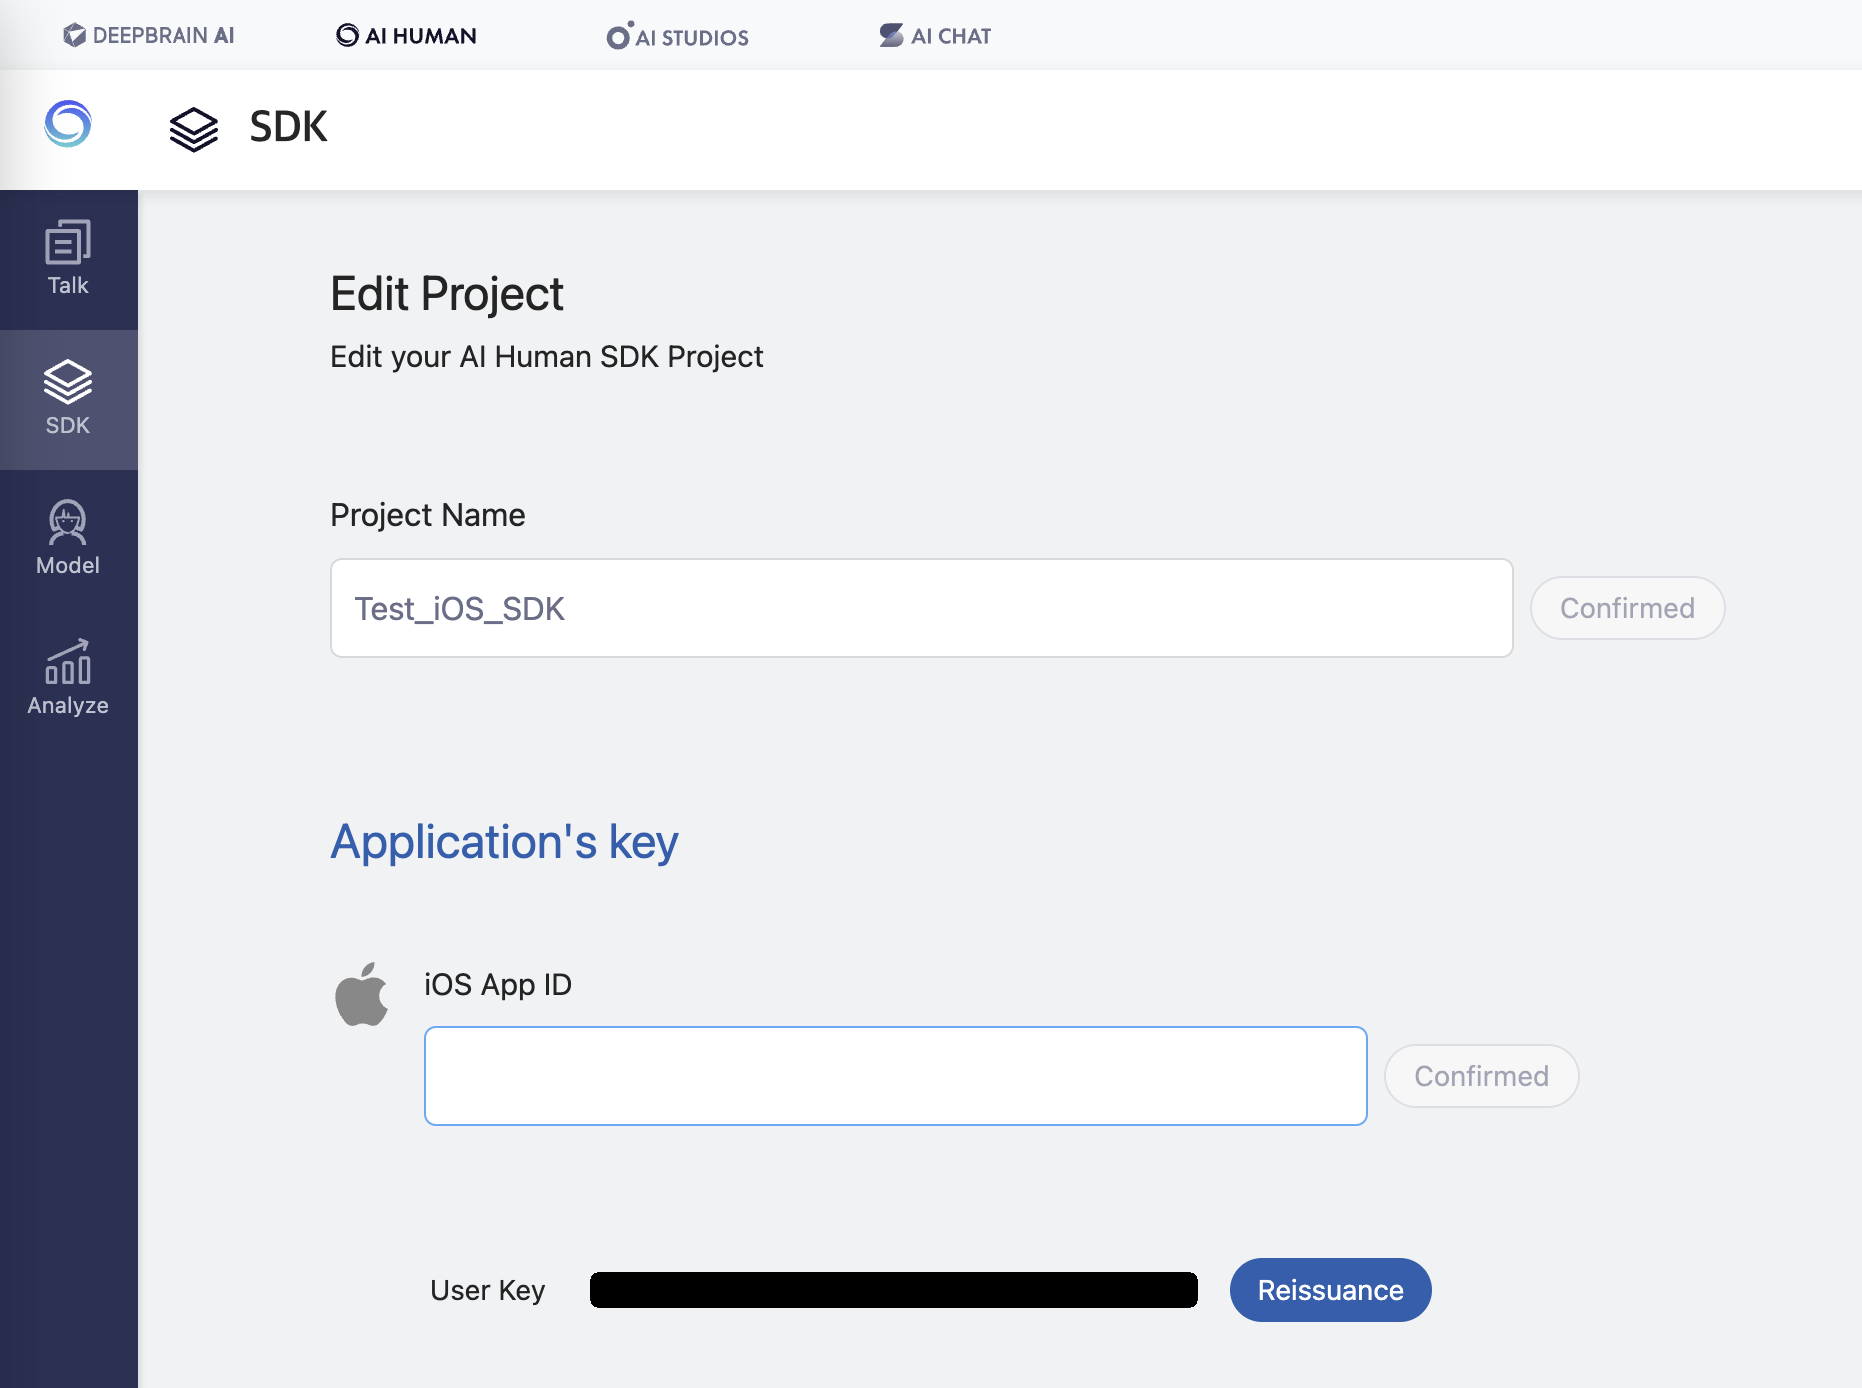 DEEPBRAIN AI
AI HUMAN
AI STUDIOS
AI CHAT
SDK
Talk
SDK
Model
Analyze
Edit Project
Edit your AI Human SDK Project
Project Name
Test_iOS_SDK
Confirmed
Application's key
iOS App ID
Confirmed
User Key
Reissuance